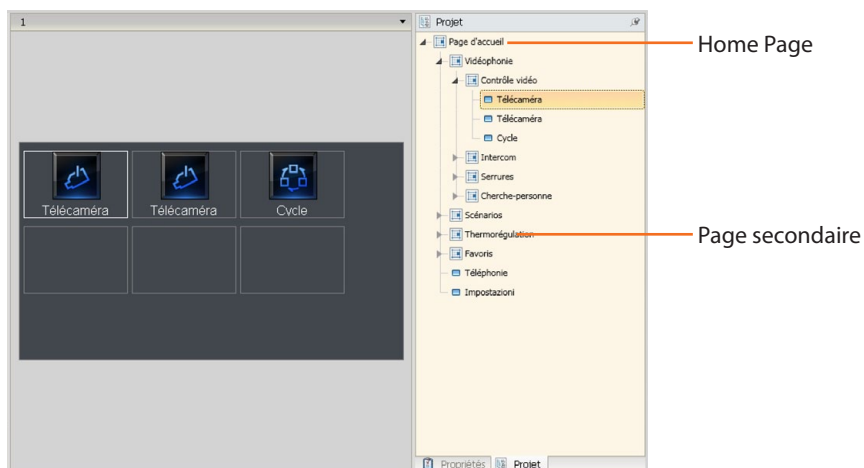 1
Projet
Page d'accueil
Home Page
Vidéophonie
Contrôle vidéo
Télécaméra
Télécaméra
Cycle
Intercom
Serrures
Cherche-personne
Scénarios
Thermorégulation
Page secondaire
Favoris
Téléphonie
Impostazioni
Télécaméra Télécaméra Cycle
Propriétés Projet